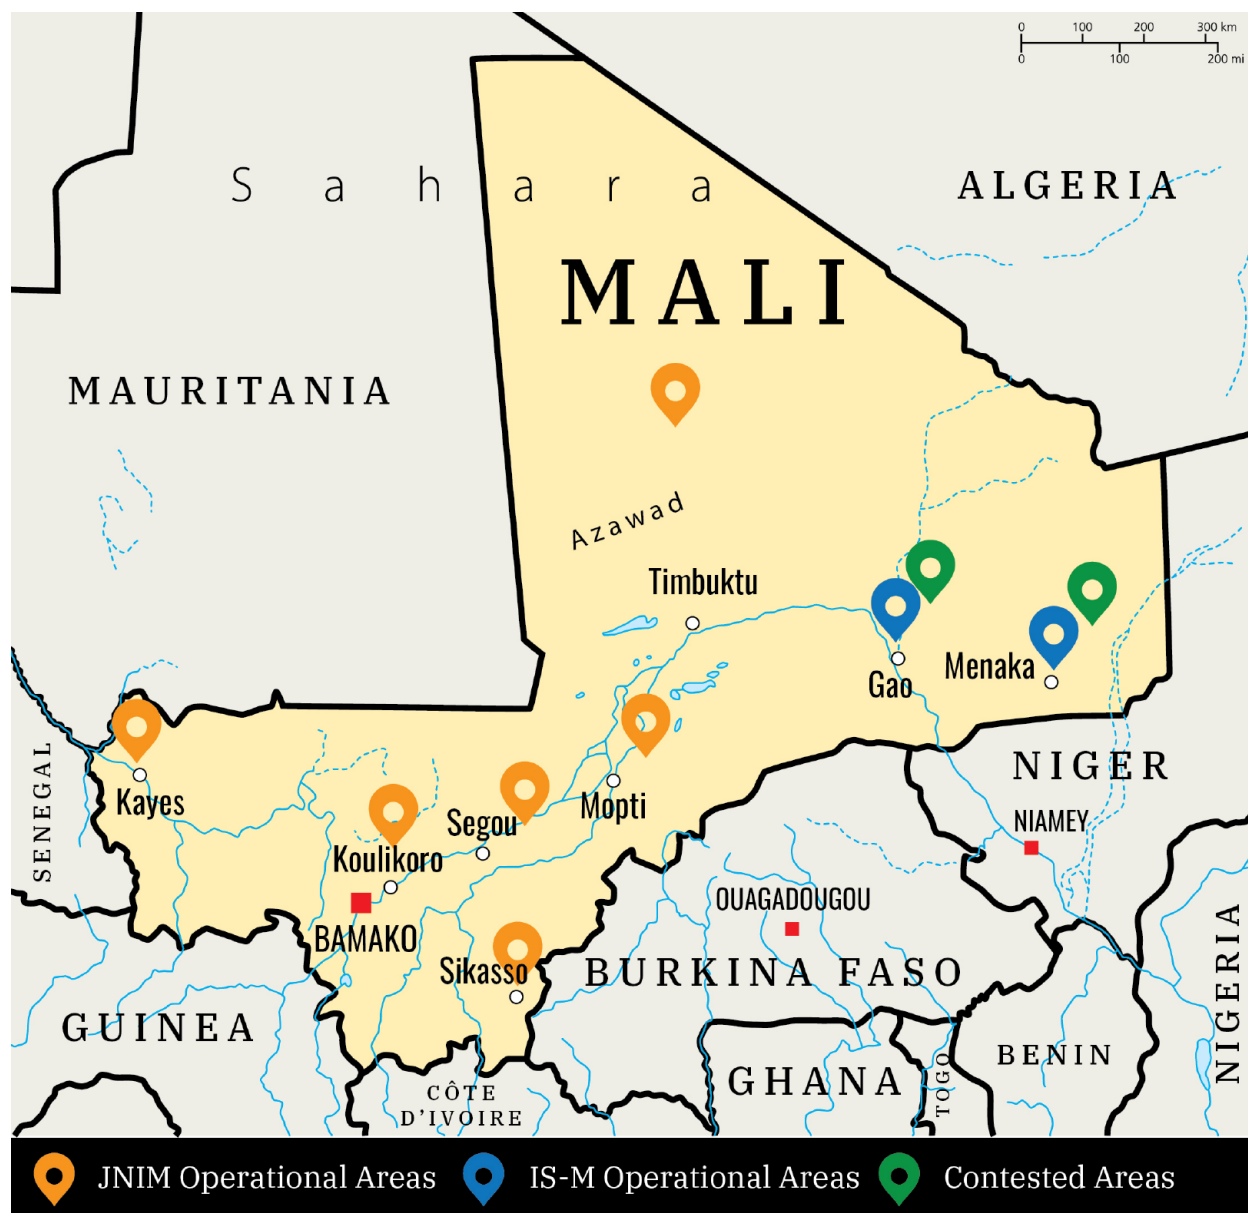 0 100 200 300 km
0 100 200 mi
Sahara
ALGERIA
MALI
MAURITANIA
Azawad
Timbuktu
Gao
Menaka
Kayes
Mopti
Segou
Koulikoro
BAMAKO
Sikasso
SENEGAL
NIGER
NIAMEY
OUAGADOUGOU
BURKINA FASO
NIGERIA
GUINEA
CÔTE
D'IVOIRE
GHANA
TOGO
BENIN
JNIM Operational Areas
IS-M Operational Areas
Contested Areas